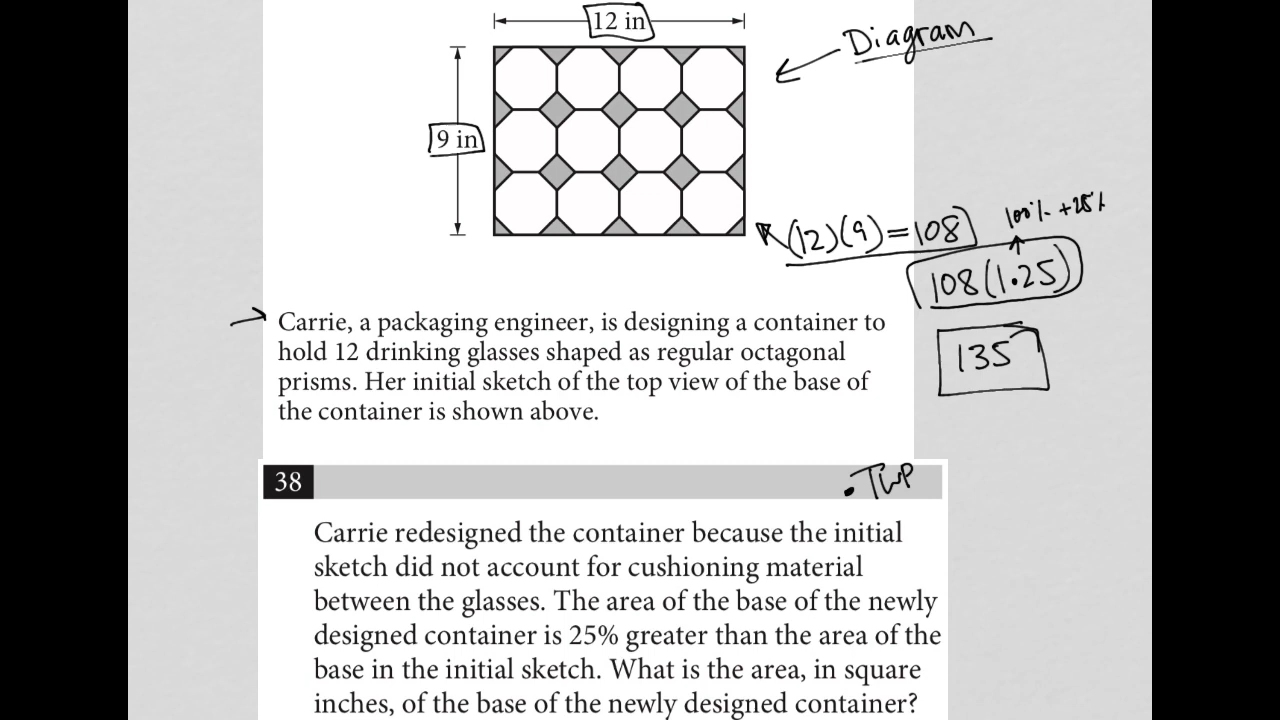 12 in
Diagram
9 in
100% +25%
(12)(9)=108
108(1.25)
135
Carrie, a packaging engineer, is designing a container to
hold 12 drinking glasses shaped as regular octagonal
prisms. Her initial sketch of the top view of the base of
the container is shown above.
38
Carrie redesigned the container because the initial
sketch did not account for cushioning material
between the glasses. The area of the base of the newly
designed container is 25% greater than the area of the
base in the initial sketch. What is the area, in square
inches, of the base of the newly designed container?